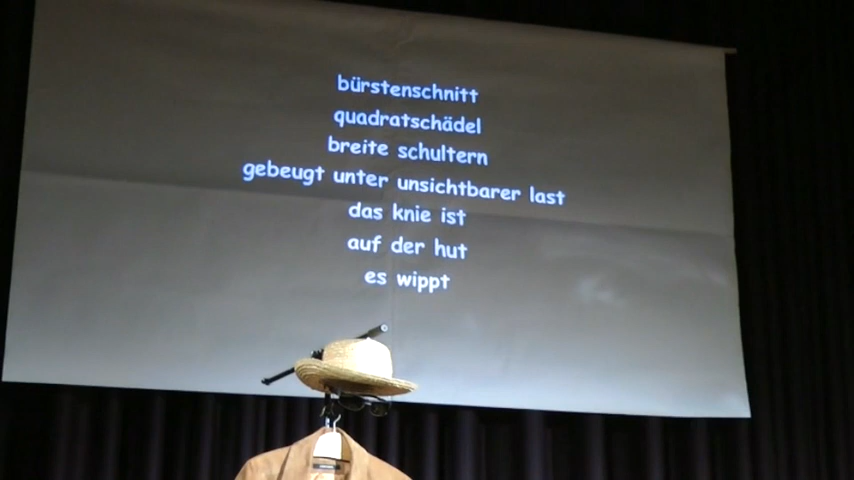 bürstenschnitt
quadratschädel
breite schultern
gebeugt unter unsichtbarer last
das knie ist
auf der hut
es wippt